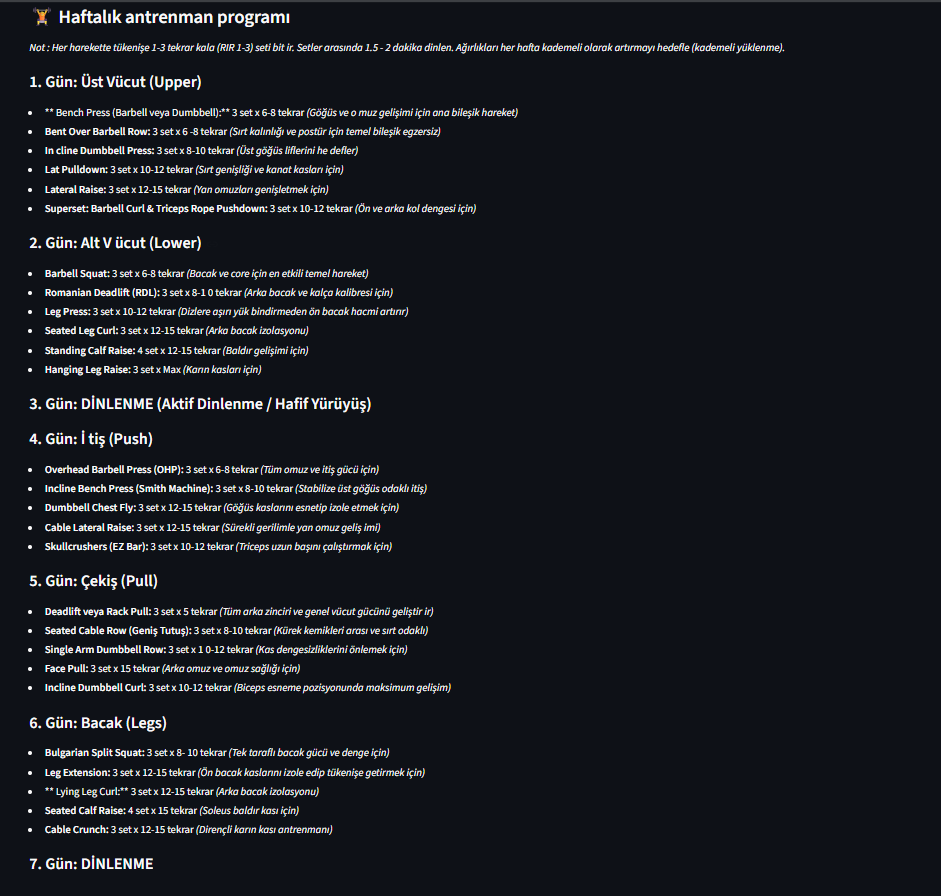 🏋️ Haftalık antrenman programı
Not : Her harekette tükenişe 1-3 tekrar kala (RIR 1-3) seti bit ir. Setler arasında 1.5 - 2 dakika dinlen. Ağırlıkları her hafta kademeli olarak artırmayı hedefle (kademeli yüklenme).
1. Gün: Üst Vücut (Upper)
• ** Bench Press (Barbell veya Dumbbell):** 3 set x 6-8 tekrar (Göğüs ve o muz gelişimi için ana bileşik hareket)
• Bent Over Barbell Row: 3 set x 6 -8 tekrar (Sırt kalınlığı ve postür için temel bileşik egzersiz)
• In cline Dumbbell Press: 3 set x 8-10 tekrar (Üst göğüs liflerini he defler)
• Lat Pulldown: 3 set x 10-12 tekrar (Sırt genişliği ve kanat kasları için)
• Lateral Raise: 3 set x 12-15 tekrar (Yan omuzları genişletmek için)
• Superset: Barbell Curl & Triceps Rope Pushdown: 3 set x 10-12 tekrar (Ön ve arka kol dengesi için)
2. Gün: Alt V ücut (Lower)
• Barbell Squat: 3 set x 6-8 tekrar (Bacak ve core için en etkili temel hareket)
• Romanian Deadlift (RDL): 3 set x 8-1 0 tekrar (Arka bacak ve kalça kalibresi için)
• Leg Press: 3 set x 10-12 tekrar (Dizlere aşırı yük bindirmeden ön bacak hacmi artırır)
• Seated Leg Curl: 3 set x 12-15 tekrar (Arka bacak izolasyonu)
• Standing Calf Raise: 4 set x 12-15 tekrar (Baldır gelişimi için)
• Hanging Leg Raise: 3 set x Max (Karın kasları için)
3. Gün: DİNLENME (Aktif Dinlenme / Hafif Yürüyüş)
4. Gün: İ tiş (Push)
• Overhead Barbell Press (OHP): 3 set x 6-8 tekrar (Tüm omuz ve itiş gücü için)
• Incline Bench Press (Smith Machine): 3 set x 8-10 tekrar (Stabilize üst göğüs odaklı itiş)
• Dumbbell Chest Fly: 3 set x 12-15 tekrar (Göğüs kaslarını esnetip izole etmek için)
• Cable Lateral Raise: 3 set x 12-15 tekrar (Sürekli gerilimle yan omuz geliş imi)
• Skullcrushers (EZ Bar): 3 set x 10-12 tekrar (Triceps uzun başını çalıştırmak için)
5. Gün: Çekiş (Pull)
• Deadlift veya Rack Pull: 3 set x 5 tekrar (Tüm arka zinciri ve genel vücut gücünü geliştir ir)
• Seated Cable Row (Geniş Tutuş): 3 set x 8-10 tekrar (Kürek kemikleri arası ve sırt odaklı)
• Single Arm Dumbbell Row: 3 set x 1 0-12 tekrar (Kas dengesizliklerini önlemek için)
• Face Pull: 3 set x 15 tekrar (Arka omuz ve omuz sağlığı için)
• Incline Dumbbell Curl: 3 set x 10-12 tekrar (Biceps esneme pozisyonunda maksimum gelişim)
6. Gün: Bacak (Legs)
• Bulgarian Split Squat: 3 set x 8- 10 tekrar (Tek taraflı bacak gücü ve denge için)
• Leg Extension: 3 set x 12-15 tekrar (Ön bacak kaslarını izole edip tükenişe getirmek için)
• ** Lying Leg Curl:** 3 set x 12-15 tekrar (Arka bacak izolasyonu)
• Seated Calf Raise: 4 set x 15 tekrar (Soleus baldır kası için)
• Cable Crunch: 3 set x 12-15 tekrar (Dirençli karın kası antrenmanı)
7. Gün: DİNLENME